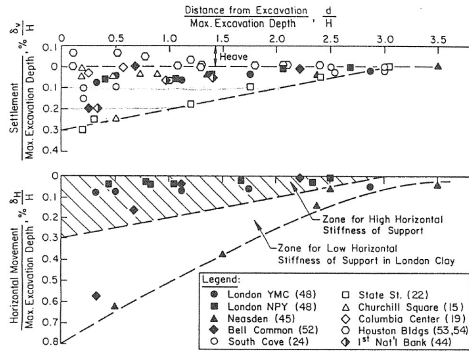 Distance from Excavation / Max. Excavation Depth , d / H
0 0.5 1.0 1.5 2.0 2.5 3.0 3.5
Settlement / Max. Excavation Depth , % δv / H
0.1
0
0.1
0.2
0.3
0.4
Heave
Horizontal Movement / Max. Excavation Depth , % δH / H
0
0.1
0.2
0.3
0.4
0.5
0.6
0.7
0.8
Zone for High Horizontal
Stiffness of Support
Zone for Low Horizontal
Stiffness of Support in London Clay
Legend:
London YMC (48)
London NPY (48)
Neasden (45)
Bell Common (52)
South Cove (24)
State St. (22)
Churchill Square (15)
Columbia Center (19)
Houston Bldgs (53,54)
1st Nat'l Bank (44)